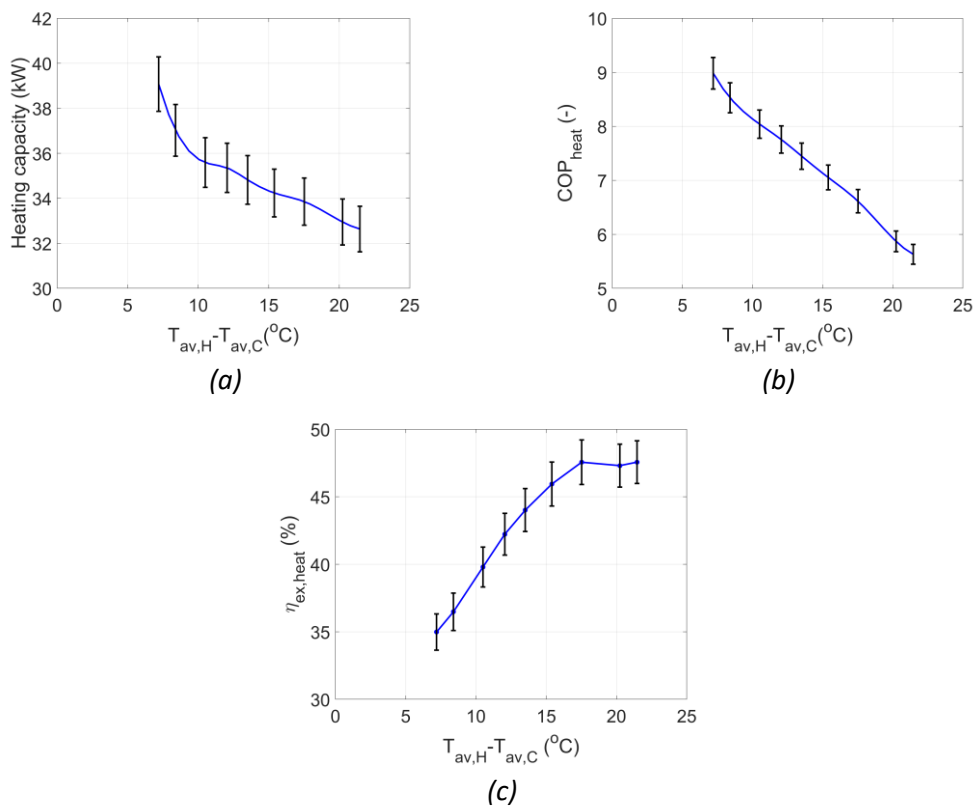 Heating capacity (kW)
42
40
38
36
34
32
30
0 5 10 15 20 25
T_av,H-T_av,C(°C)
(a)
COP_heat (-)
10
9
8
7
6
5
0 5 10 15 20 25
T_av,H-T_av,C(°C)
(b)
η_ex,heat (%)
50
45
40
35
30
0 5 10 15 20 25
T_av,H-T_av,C (°C)
(c)